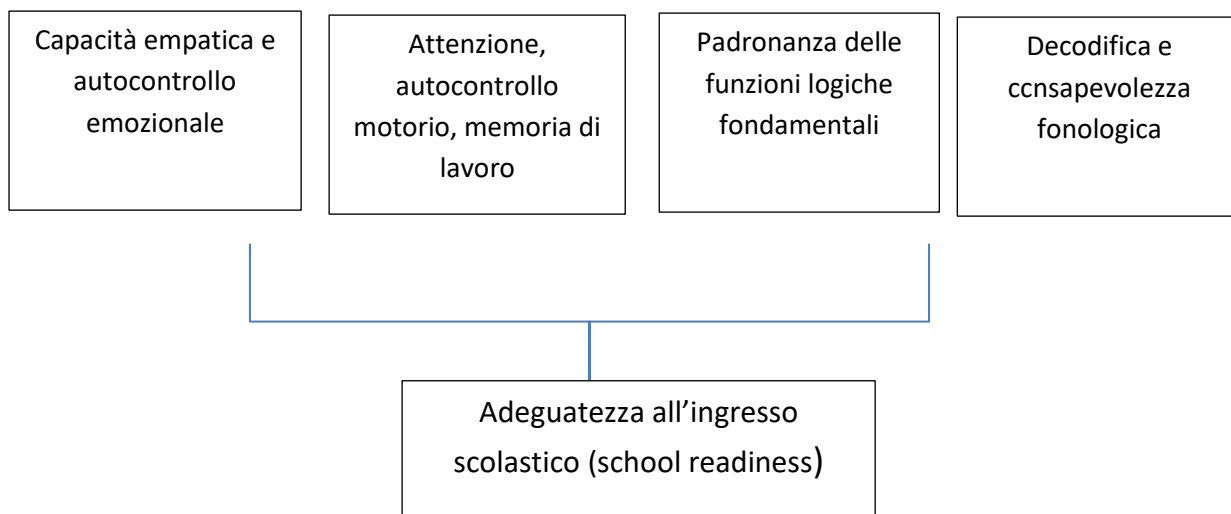 Capacità empatica e
autocontrollo
emozionale
Attenzione,
autocontrollo
motorio, memoria di
lavoro
Padronanza delle
funzioni logiche
fondamentali
Decodifica e
ccnsapevolezza
fonologica
Adeguatezza all’ingresso
scolastico (school readiness)